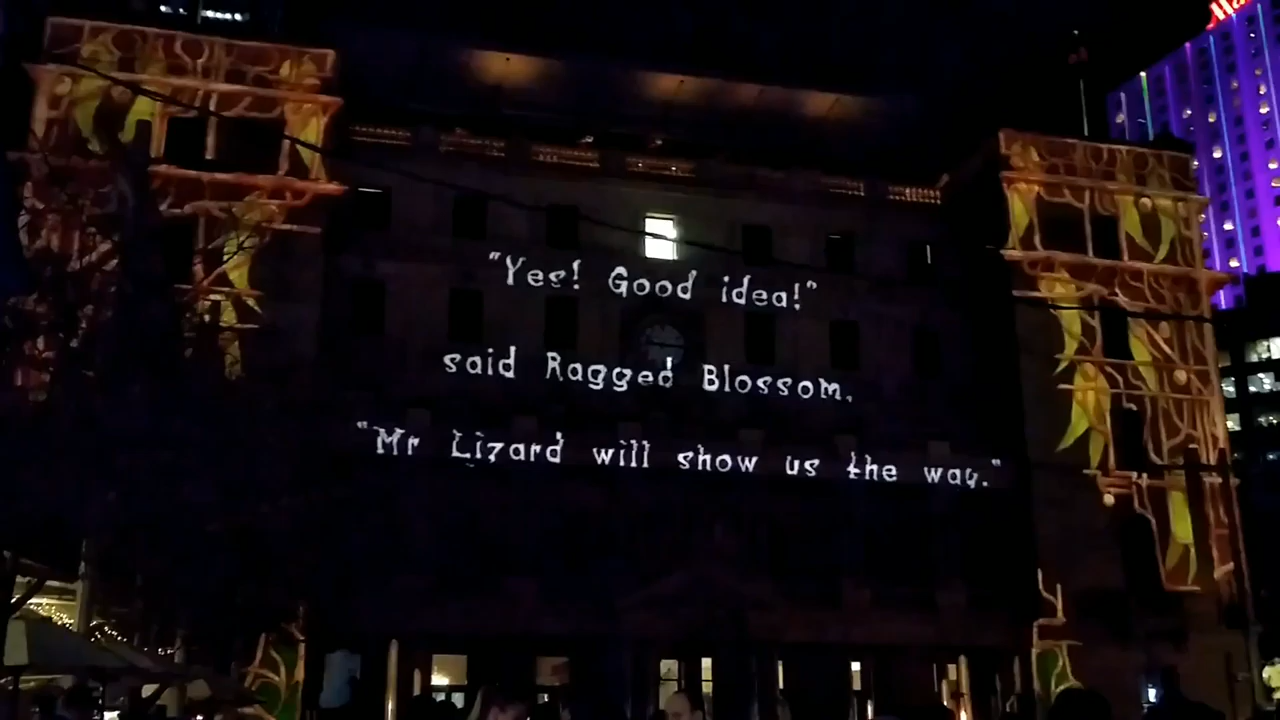 "Yes! Good idea!"
said Ragged Blossom,
"Mr Lizard will show us the way."